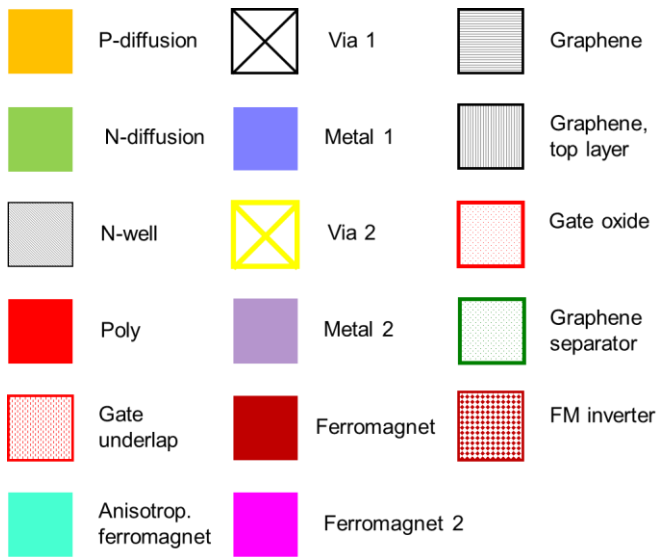 P-diffusion
Via 1
Graphene
N-diffusion
Metal 1
Graphene,
top layer
N-well
Via 2
Gate oxide
Poly
Metal 2
Graphene
separator
Gate
underlap
Ferromagnet
FM inverter
Anisotrop.
ferromagnet
Ferromagnet 2